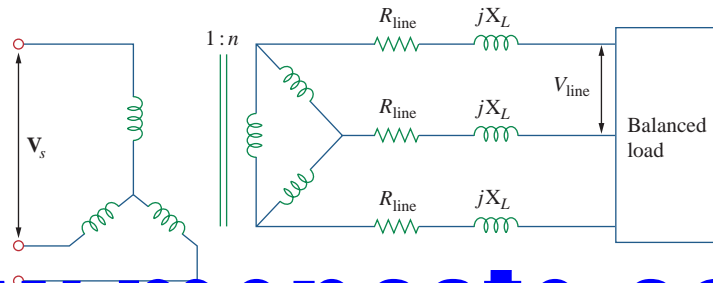 1 : n
R_line jX_L
V_line
R_line jX_L
Balanced
load
V_s
R_line jX_L